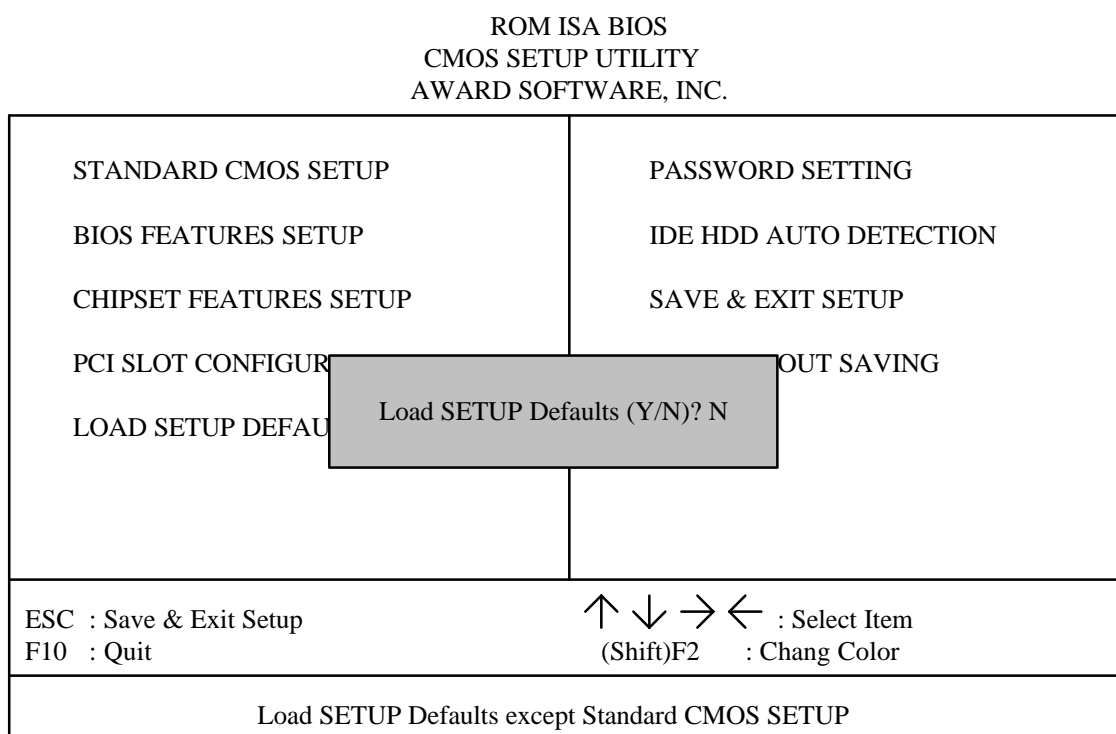 ROM ISA BIOS
CMOS SETUP UTILITY
AWARD SOFTWARE, INC.
STANDARD CMOS SETUP
BIOS FEATURES SETUP
CHIPSET FEATURES SETUP
PCI SLOT CONFIGUR
LOAD SETUP DEFAU
PASSWORD SETTING
IDE HDD AUTO DETECTION
SAVE & EXIT SETUP
OUT SAVING
Load SETUP Defaults (Y/N)? N
ESC : Save & Exit Setup
F10 : Quit
↑ ↓ → ← : Select Item
(Shift)F2 : Chang Color
Load SETUP Defaults except Standard CMOS SETUP